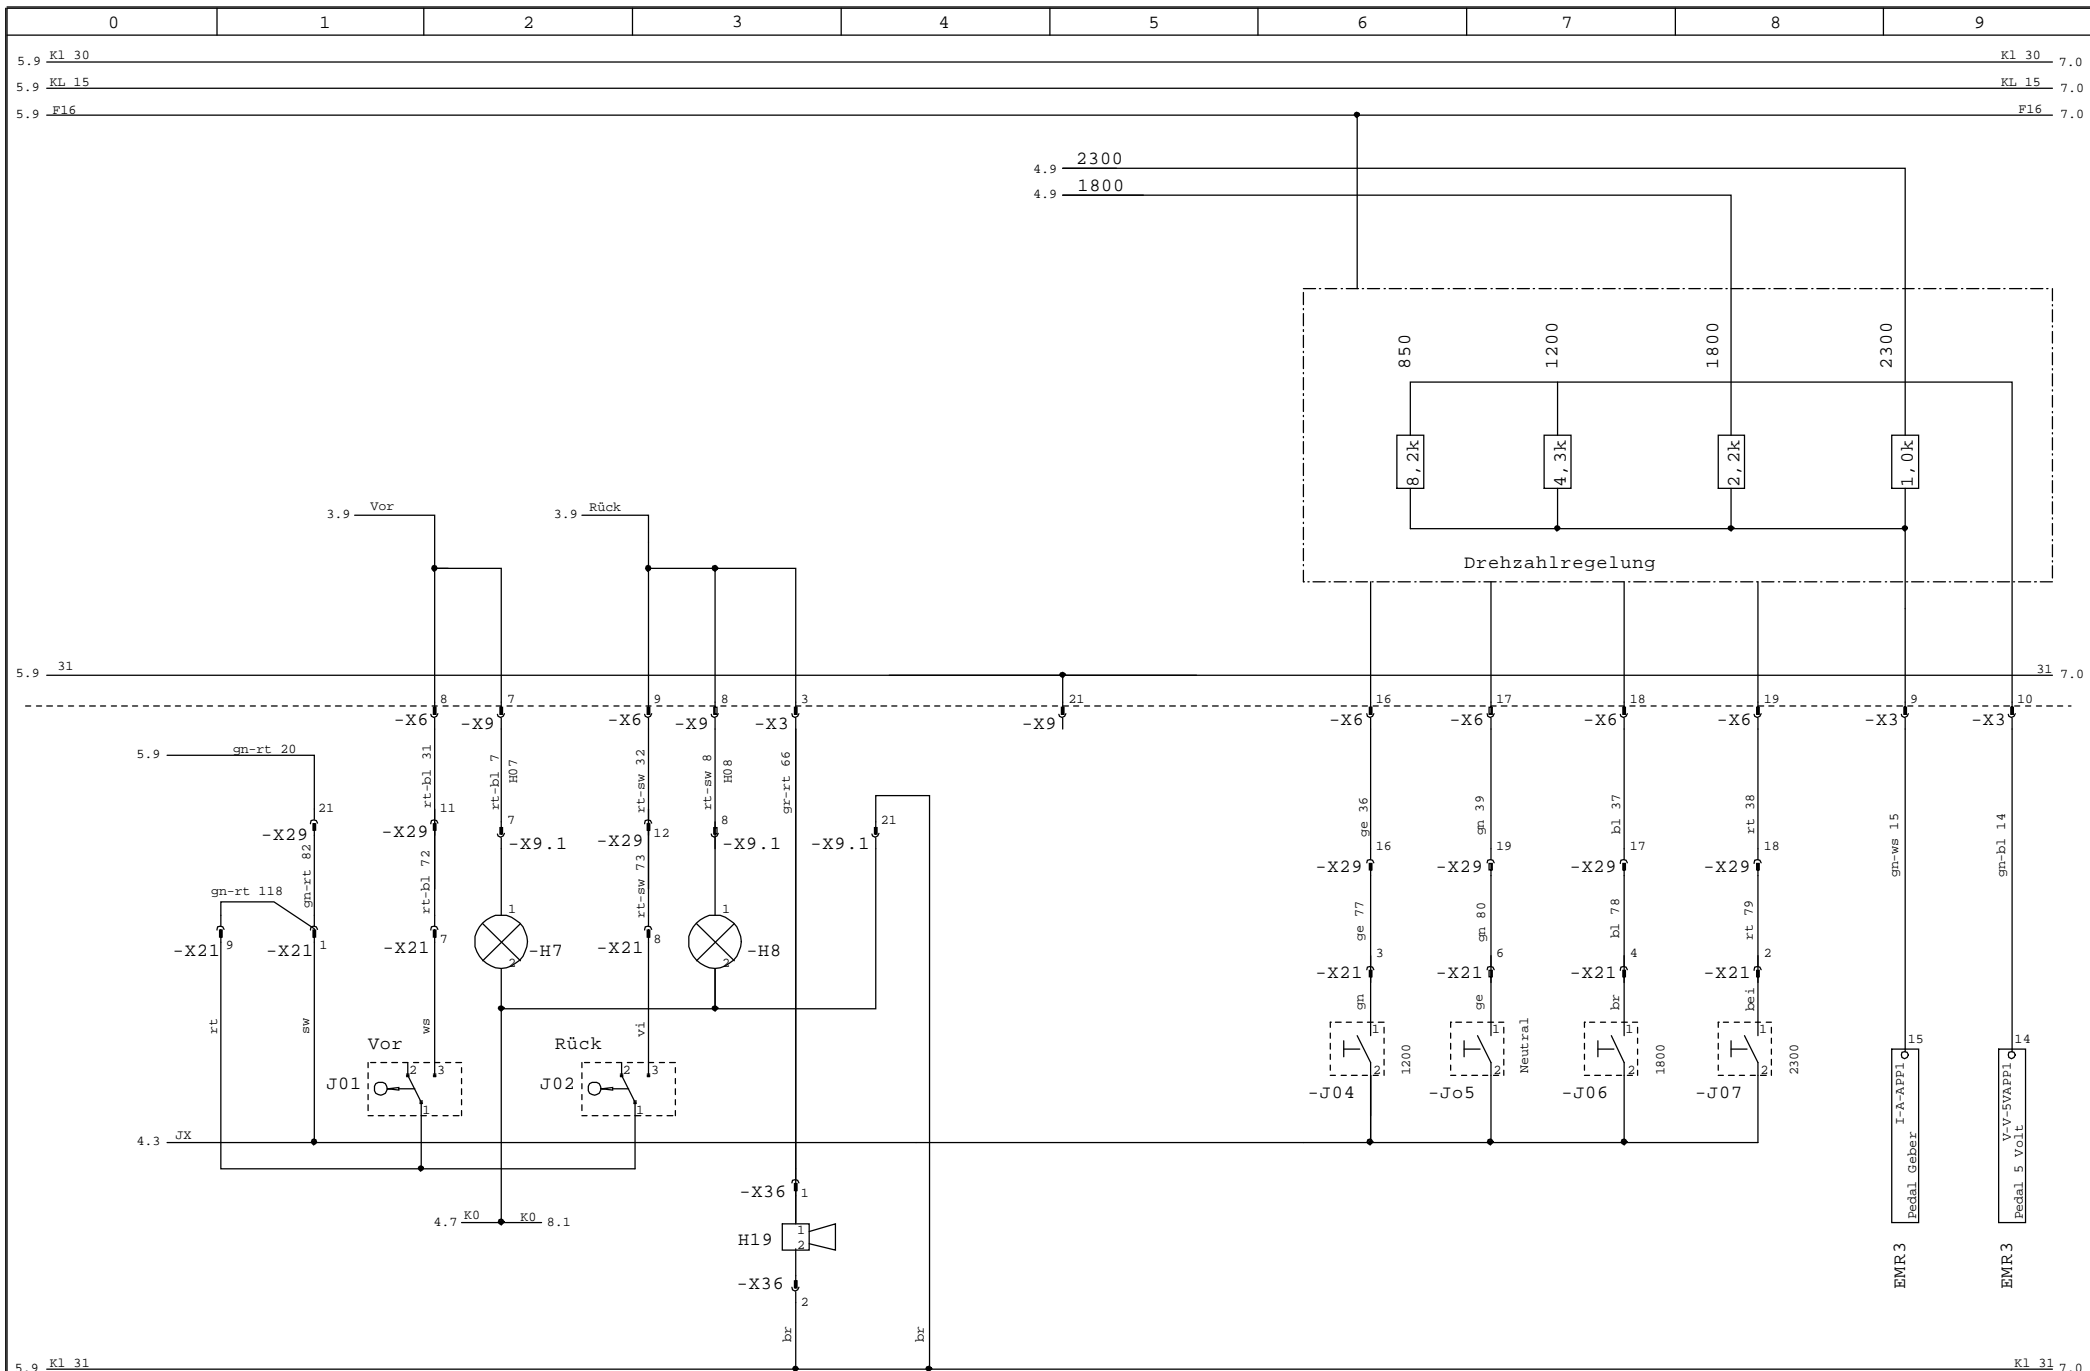 0 1 2 3 4 5 6 7 8 9
5.9 Kl 30 Kl 30 7.0
5.9 KL 15 KL 15 7.0
5.9 F16 F16 7.0
4.9 2300
4.9 1800
850 1200 1800 2300
8,2k 4,3k 2,2k 1,0k
3.9 Vor 3.9 Rück
Drehzahlregelung
5.9 31 31 7.0
8 7 9 8 3 21 16 17 18 19 9 10
-X6 -X9 -X6 -X9 -X3 -X9 -X6 -X6 -X6 -X6 -X3 -X3
5.9 gn-rt 20
rt-bl 31 rt-bl 7 H07 rt-sw 32 rt-sw 8 H08 gr-rt 66 ge 36 gn 39 bl 37 rt 38 gn-ws 15 gn-bl 14
21 11 7 12 8 21
-X29 -X29 -X9.1 -X29 -X9.1 -X9.1
16 19 17 18
-X29 -X29 -X29 -X29
gn-rt 82 rt-bl 72 rt-sw 73 ge 77 gn 80 bl 78 rt 79
gn-rt 118
1 1
-X21 9 -X21 1 -X21 7 -H7 -X21 8 -H8
2 2
3 6 4 2
-X21 -X21 -X21 -X21
rt sw ws vi gn ge br bei
Vor Rück
J01 2 3 1 J02 2 3 1
1 2 1200 1 2 Neutral 1 2 1800 1 2 2300
-J04 -Jo5 -J06 -J07
15 14
I-A-APP1 V-V-5VAPP1
Pedal Geber Pedal 5 Volt
4.3 JX
-X36 1
4.7 K0 K0 8.1
H19 1 2
EMR3 EMR3
-X36 2
br br
5.9 Kl 31 Kl 31 7.0